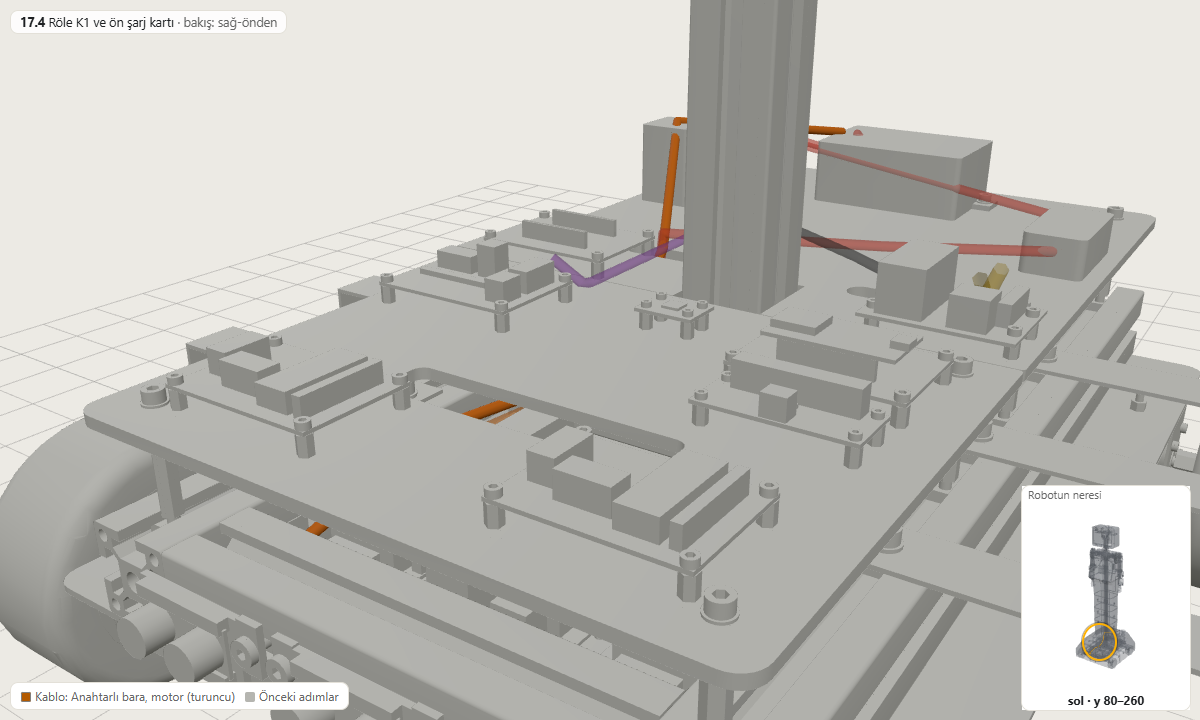 17.4 Röle K1 ve ön şarj kartı · bakış: sağ-önden
Robotun neresi
sol · y 80–260
Kablo: Anahtarlı bara, motor (turuncu) Önceki adımlar